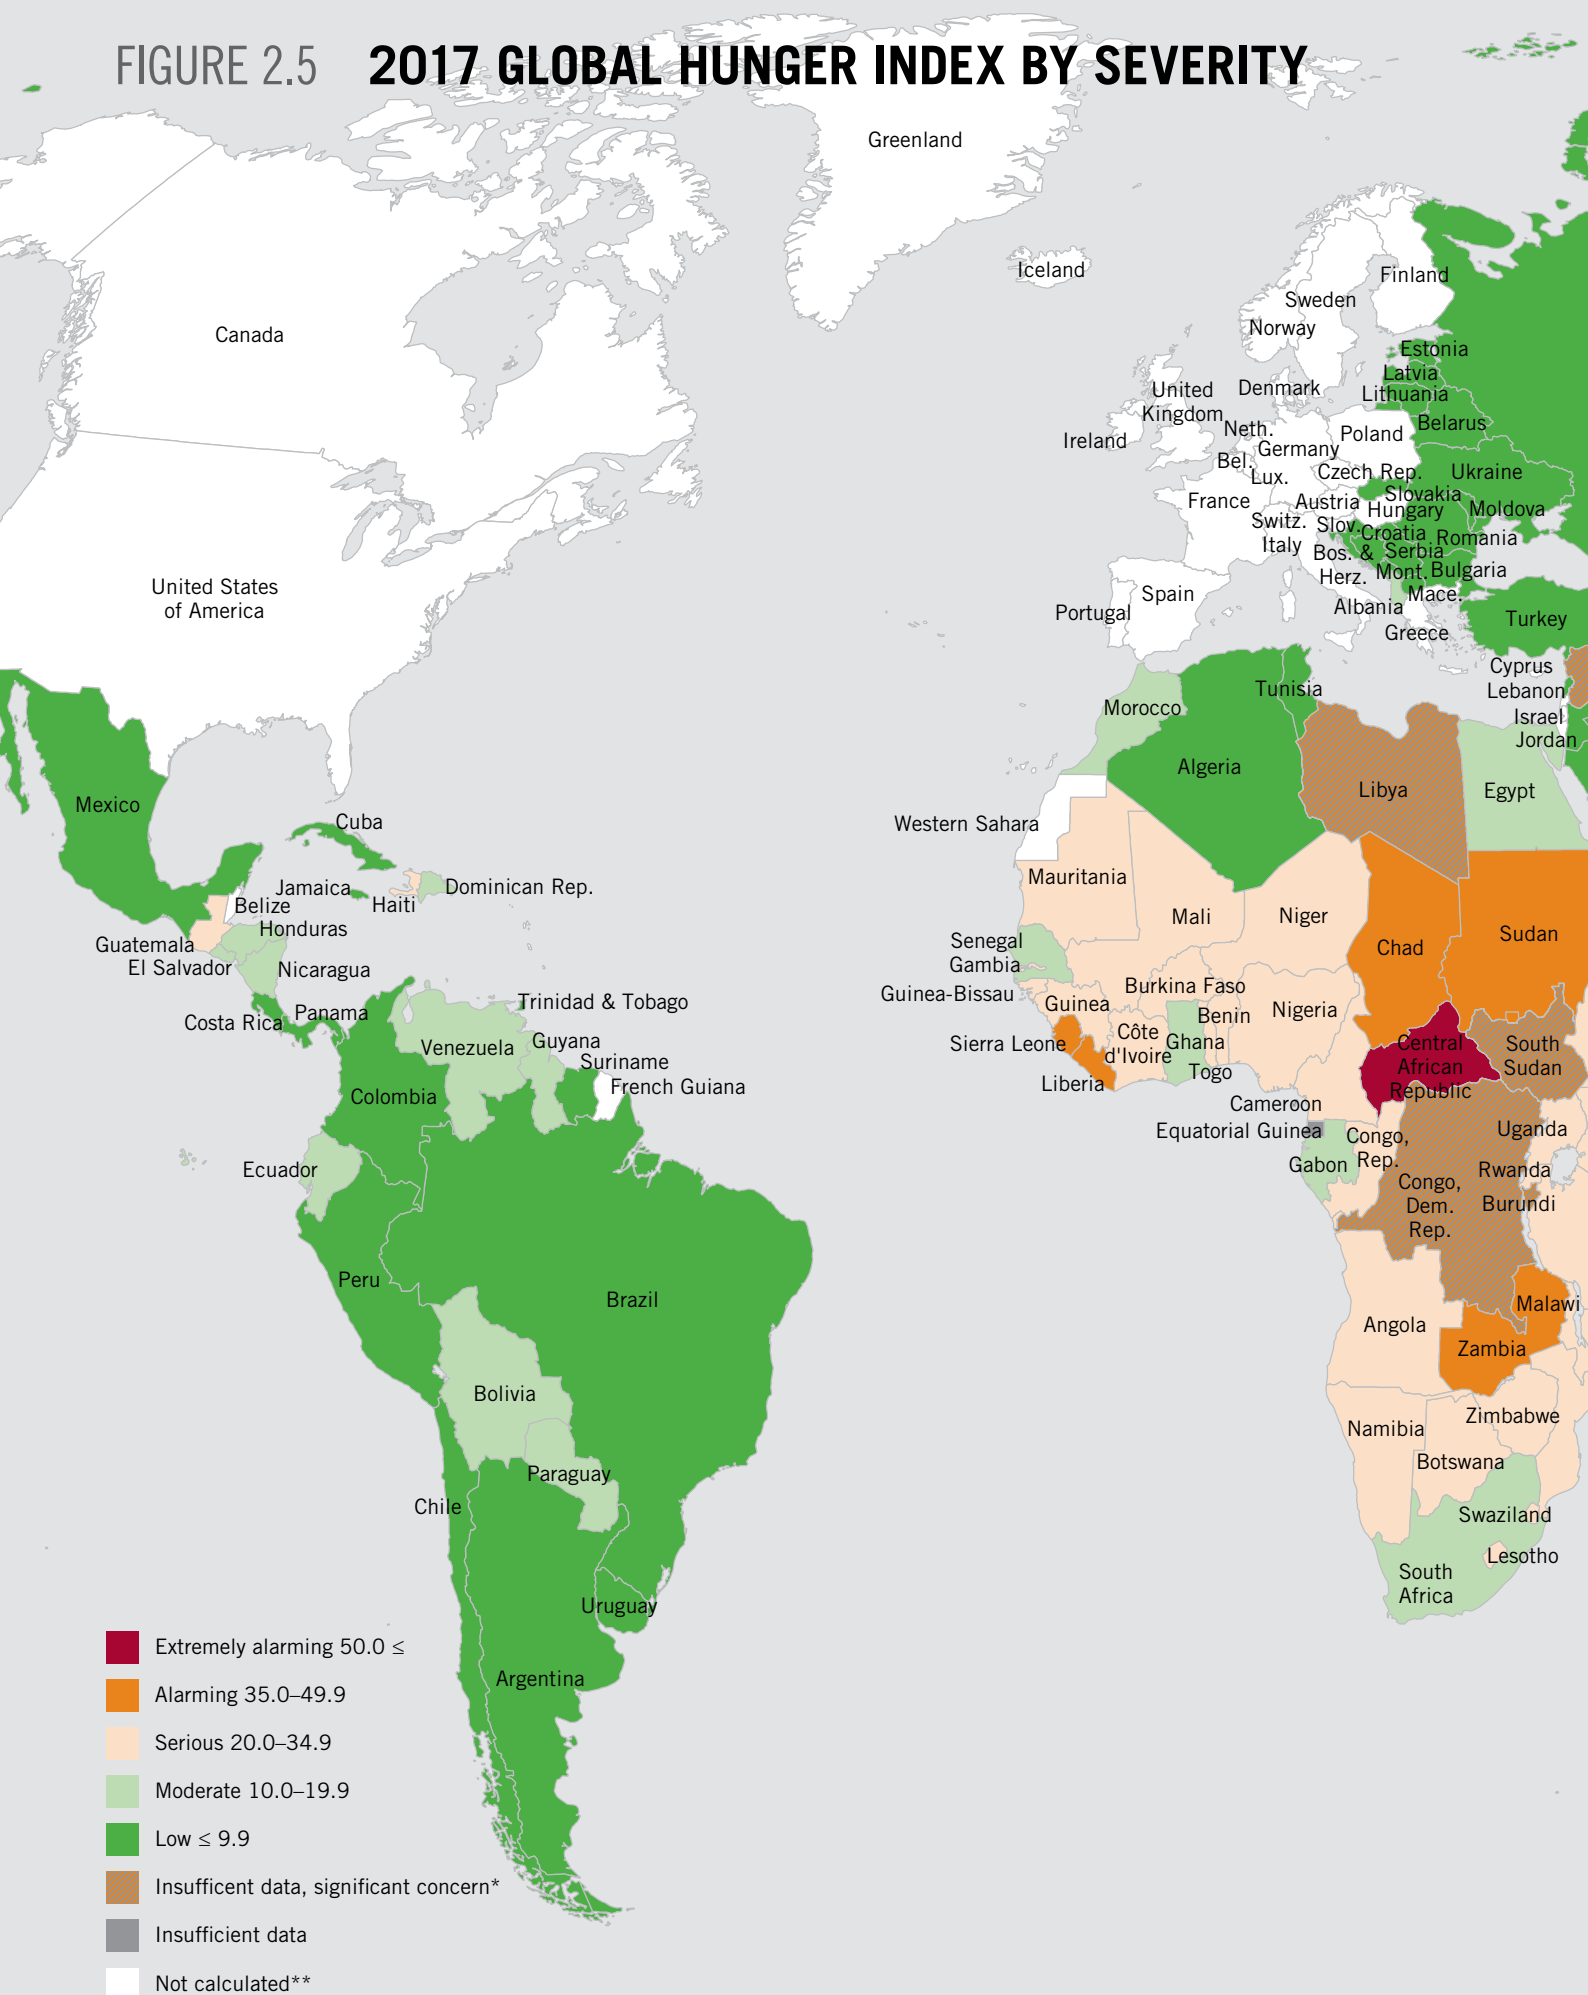 FIGURE 2.5 2017 GLOBAL HUNGER INDEX BY SEVERITY
Greenland
Iceland
Finland
Sweden
Norway
Canada
Estonia
Latvia
Lithuania
Denmark
United
Kingdom
Belarus
Neth.
Poland
Ireland
Germany
Bel.
Czech Rep.
Ukraine
Lux.
Slovakia
France
Austria
Hungary
Moldova
Switz.
Slov.
Croatia
Romania
Italy
Bos. &
Herz.
Serbia
Mont.
Bulgaria
Mace.
United States
of America
Spain
Portugal
Albania
Greece
Turkey
Cyprus
Lebanon
Tunisia
Morocco
Israel
Jordan
Algeria
Libya
Egypt
Mexico
Cuba
Western Sahara
Jamaica
Haiti
Dominican Rep.
Belize
Mauritania
Mali
Niger
Honduras
Guatemala
El Salvador
Nicaragua
Senegal
Gambia
Chad
Sudan
Guinea-Bissau
Burkina Faso
Guinea
Trinidad & Tobago
Panama
Costa Rica
Benin
Nigeria
Venezuela
Guyana
Suriname
French Guiana
Sierra Leone
Côte
d'Ivoire
Ghana
Togo
Liberia
Central
African
Republic
South
Sudan
Colombia
Cameroon
Equatorial Guinea
Congo,
Rep.
Uganda
Ecuador
Gabon
Rwanda
Congo,
Dem.
Rep.
Burundi
Peru
Brazil
Angola
Malawi
Zambia
Bolivia
Zimbabwe
Namibia
Botswana
Paraguay
Chile
Swaziland
Lesotho
South
Africa
Uruguay
Argentina
Extremely alarming 50.0 ≤
Alarming 35.0–49.9
Serious 20.0–34.9
Moderate 10.0–19.9
Low ≤ 9.9
Insufficent data, significant concern*
Insufficient data
Not calculated**